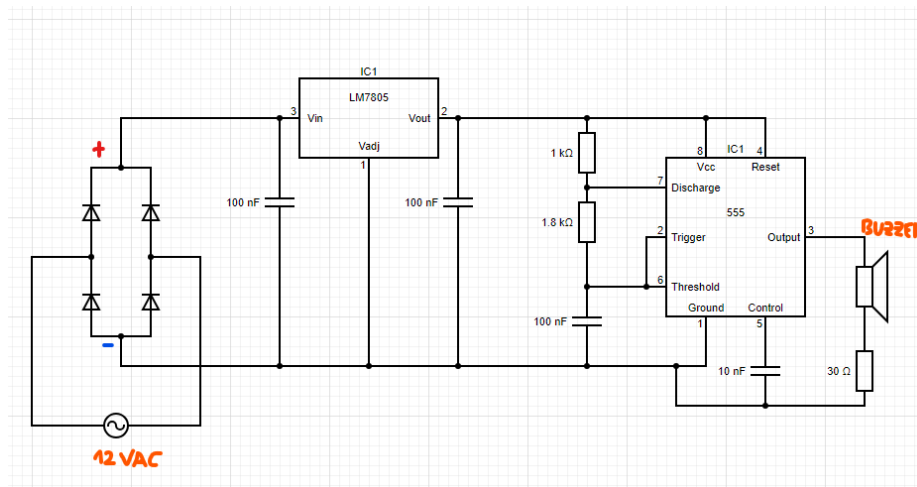 IC1
LM7805
3
Vin
Vout
2
Vadj
1
100 nF
100 nF
+
-
12 VAC
1 kΩ
1.8 kΩ
100 nF
IC1
8
4
Vcc
Reset
7
Discharge
555
2
Trigger
Output
3
6
Threshold
Ground
Control
1
5
10 nF
BUZZER
30 Ω